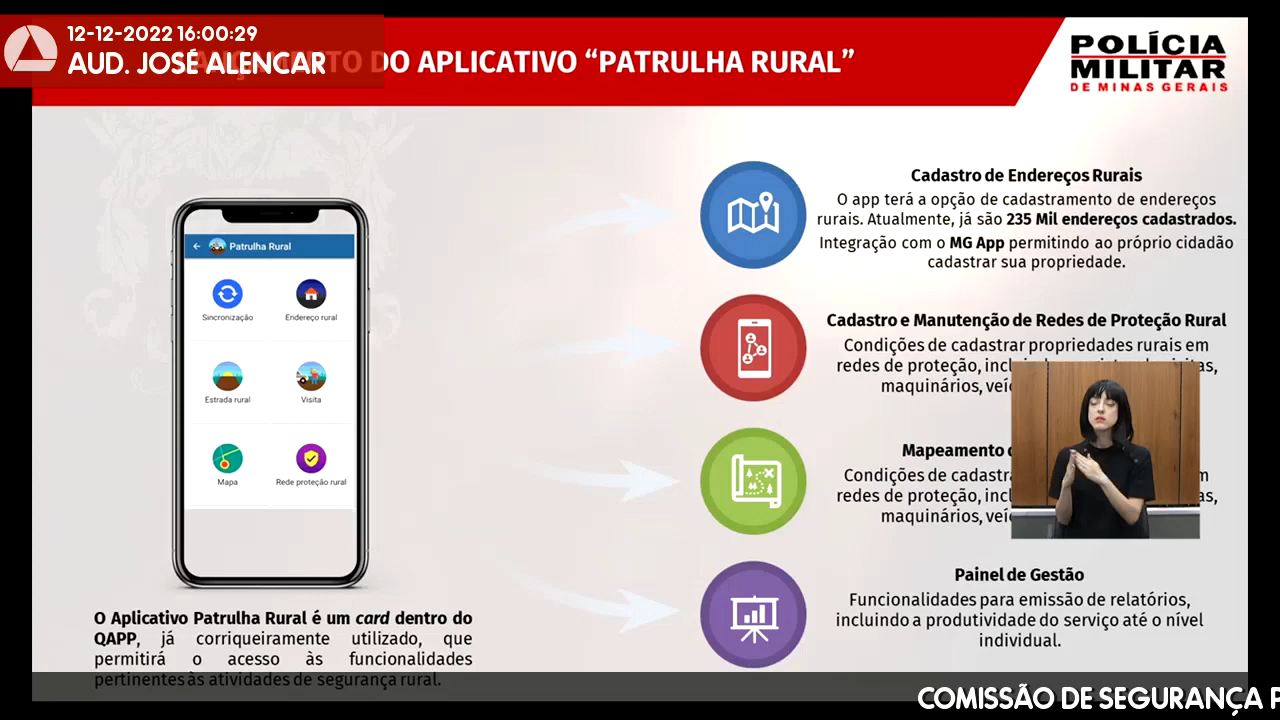 12-12-2022 16:00:29
AUD. JOSÉ ALENCAR
DO APLICATIVO “PATRULHA RURAL”
POLÍCIA
MILITAR
DE MINAS GERAIS
Patrulha Rural
Sincronização
Endereço rural
Estrada rural
Visita
Mapa
Rede proteção rural
O Aplicativo Patrulha Rural é um card dentro do
QAPP, já corriqueiramente utilizado, que
permitirá o acesso às funcionalidades
pertinentes às atividades de segurança rural.
Cadastro de Endereços Rurais
O app terá a opção de cadastramento de endereços
rurais. Atualmente, já são 235 Mil endereços cadastrados.
Integração com o MG App permitindo ao próprio cidadão
cadastrar sua propriedade.
Cadastro e Manutenção de Redes de Proteção Rural
Condições de cadastrar propriedades rurais em
redes de proteção,
maquinários,
Mapeamento
Condições de
redes de proteção,
maquinários,
Painel de Gestão
Funcionalidades para emissão de relatórios,
incluindo a produtividade do serviço até o nível
individual.
COMISSÃO DE SEGURANÇA P